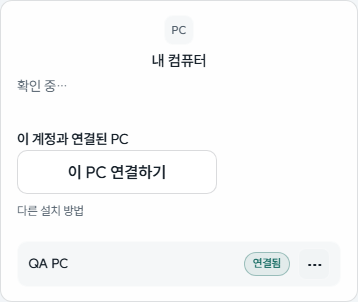 PC
내 컴퓨터
확인 중…
이 계정과 연결된 PC
이 PC 연결하기
다른 설치 방법
QA PC
연결됨
…